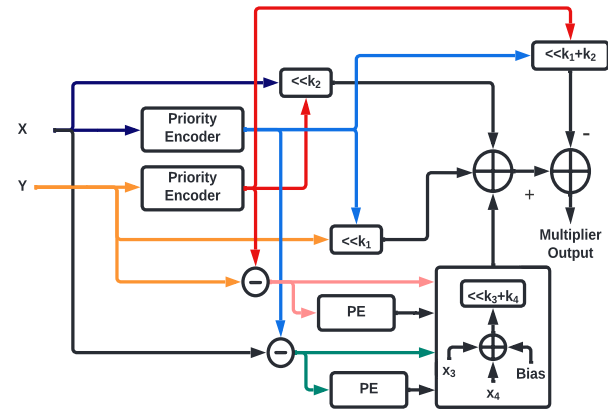 <<k₁+k₂
<<k₂
X
Priority
Encoder
-
Y
Priority
Encoder
+
<<k₁
Multiplier
Output
<<k₃+k₄
PE
x₃
Bias
x₄
PE